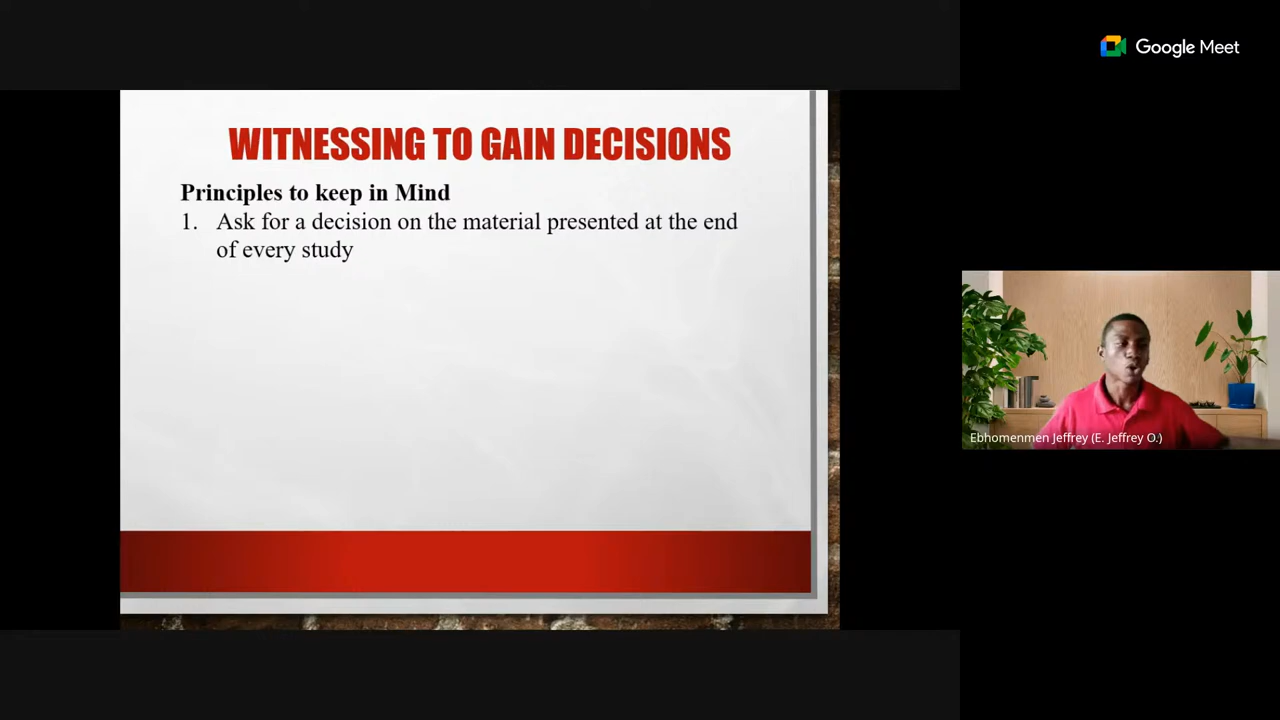 Google Meet
WITNESSING TO GAIN DECISIONS
Principles to keep in Mind
1. Ask for a decision on the material presented at the end
of every study
Ebhomenmen Jeffrey (E. Jeffrey O.)